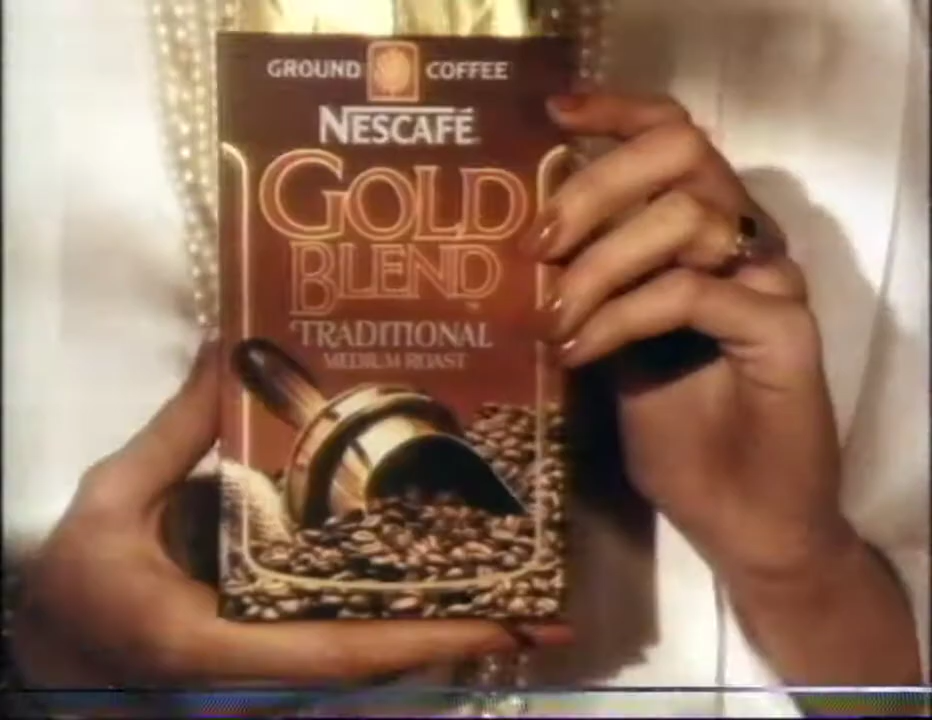 GROUND COFFEE
NESCAFÉ
GOLD
BLEND
TRADITIONAL
MEDIUM ROAST